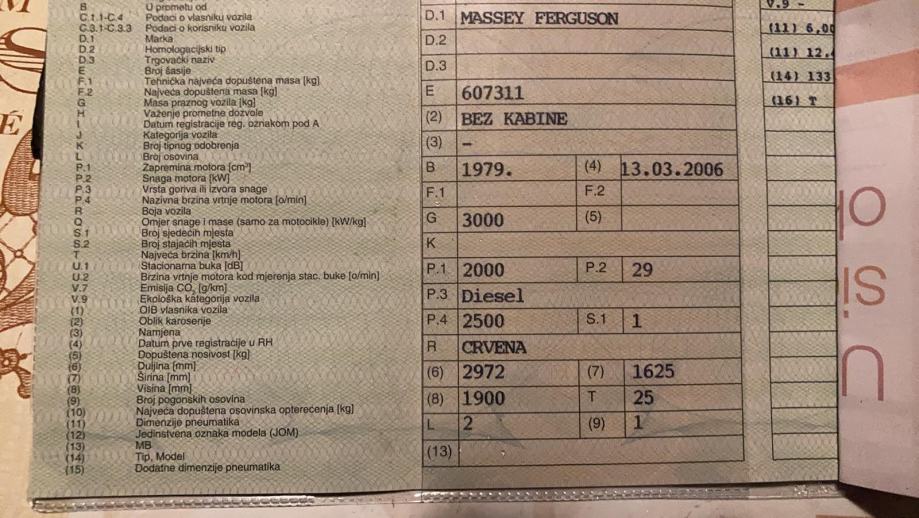 B U prometu od
C.1.1-C.4 Podaci o vlasniku vozila
C.3.1-C.3.3 Podaci o korisniku vozila
D.1 Marka
D.2 Homologacijski tip
D.3 Trgovački naziv
E Broj šasije
F.1 Tehnička najveća dopuštena masa [kg]
F.2 Najveća dopuštena masa [kg]
G Masa praznog vozila [kg]
H Važenje prometne dozvole
I Datum registracije reg. oznakom pod A
J Kategorija vozila
K Broj tipnog odobrenja
L Broj osovina
P.1 Zapremina motora [cm³]
P.2 Snaga motora [kW]
P.3 Vrsta goriva ili izvora snage
P.4 Nazivna brzina vrtnje motora [o/min]
R Boja vozila
Q Omjer snage i mase (samo za motocikle) [kW/kg]
S.1 Broj sjedećih mjesta
S.2 Broj stajaćih mjesta
T Najveća brzina [km/h]
U.1 Stacionarna buka [dB]
U.2 Brzina vrtnje motora kod mjerenja stac. buke [o/min]
V.7 Emisija CO₂ [g/km]
V.9 Ekološka kategorija vozila
(1) OIB vlasnika vozila
(2) Oblik karoserije
(3) Namjena
(4) Datum prve registracije u RH
(5) Dopuštena nosivost [kg]
(6) Duljina [mm]
(7) Širina [mm]
(8) Visina [mm]
(9) Broj pogonskih osovina
(10) Najveća dopuštena osovinska opterećenja [kg]
(11) Dimenzije pneumatika
(12) Jedinstvena oznaka modela (JOM)
(13) MB
(14) Tip, Model
(15) Dodatne dimenzije pneumatika
D.1 MASSEY FERGUSON
D.2
D.3
E 607311
(2) BEZ KABINE
(3) -
B 1979. (4) 13.03.2006
F.1 F.2
G 3000 (5)
K
P.1 2000 P.2 29
P.3 Diesel
P.4 2500 S.1 1
R CRVENA
(6) 2972 (7) 1625
(8) 1900 T 25
L 2 (9) 1
(13)
V.9 -
(11) 6,00
(11) 12,4
(14) 133
(16) T